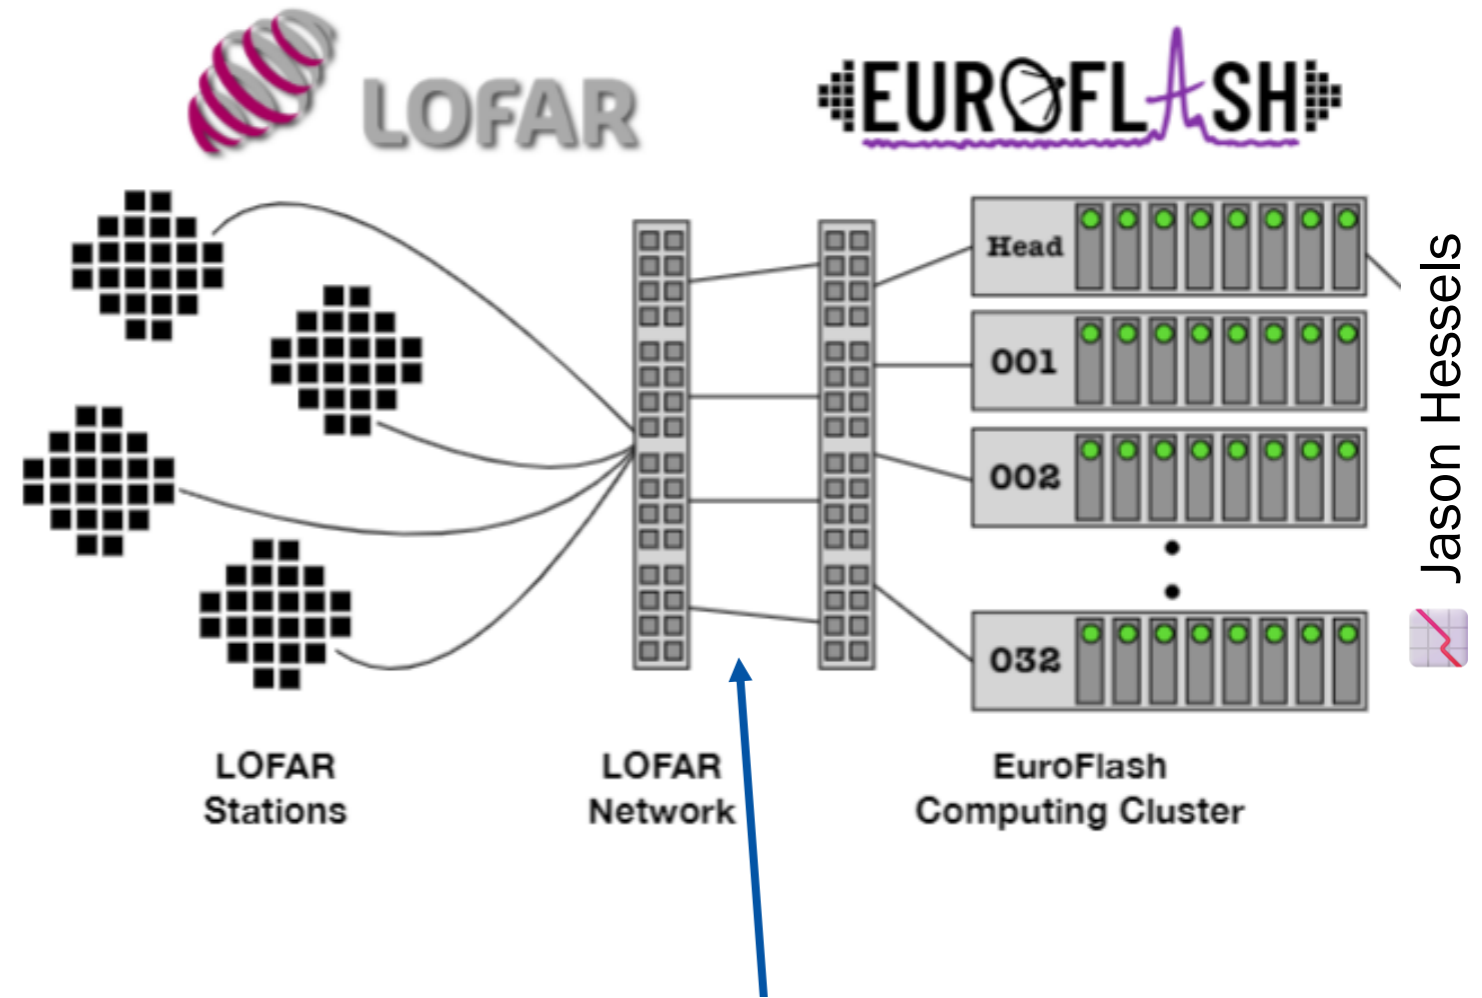 LOFAR
EUROFLASH
Head
001
002
032
Jason Hessels
LOFAR
Stations
LOFAR
Network
EuroFlash
Computing Cluster